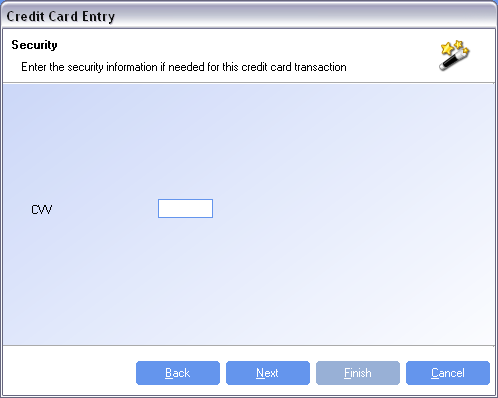 Credit Card Entry
Security
Enter the security information if needed for this credit card transaction
CVV
Back Next Finish Cancel